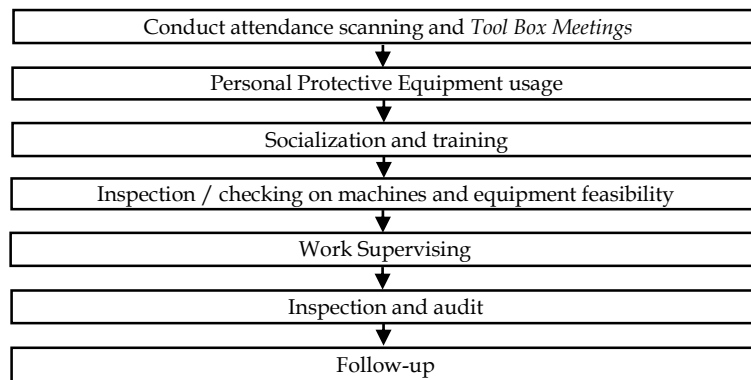 Conduct attendance scanning and Tool Box Meetings
Personal Protective Equipment usage
Socialization and training
Inspection / checking on machines and equipment feasibility
Work Supervising
Inspection and audit
Follow-up